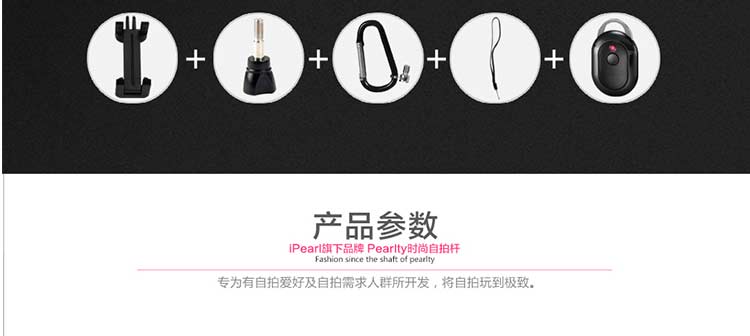 产品参数
iPearl旗下品牌 Pearlty时尚自拍杆
Fashion since the shaft of pearlty
专为有自拍爱好及自拍需求人群所开发，将自拍玩到极致。